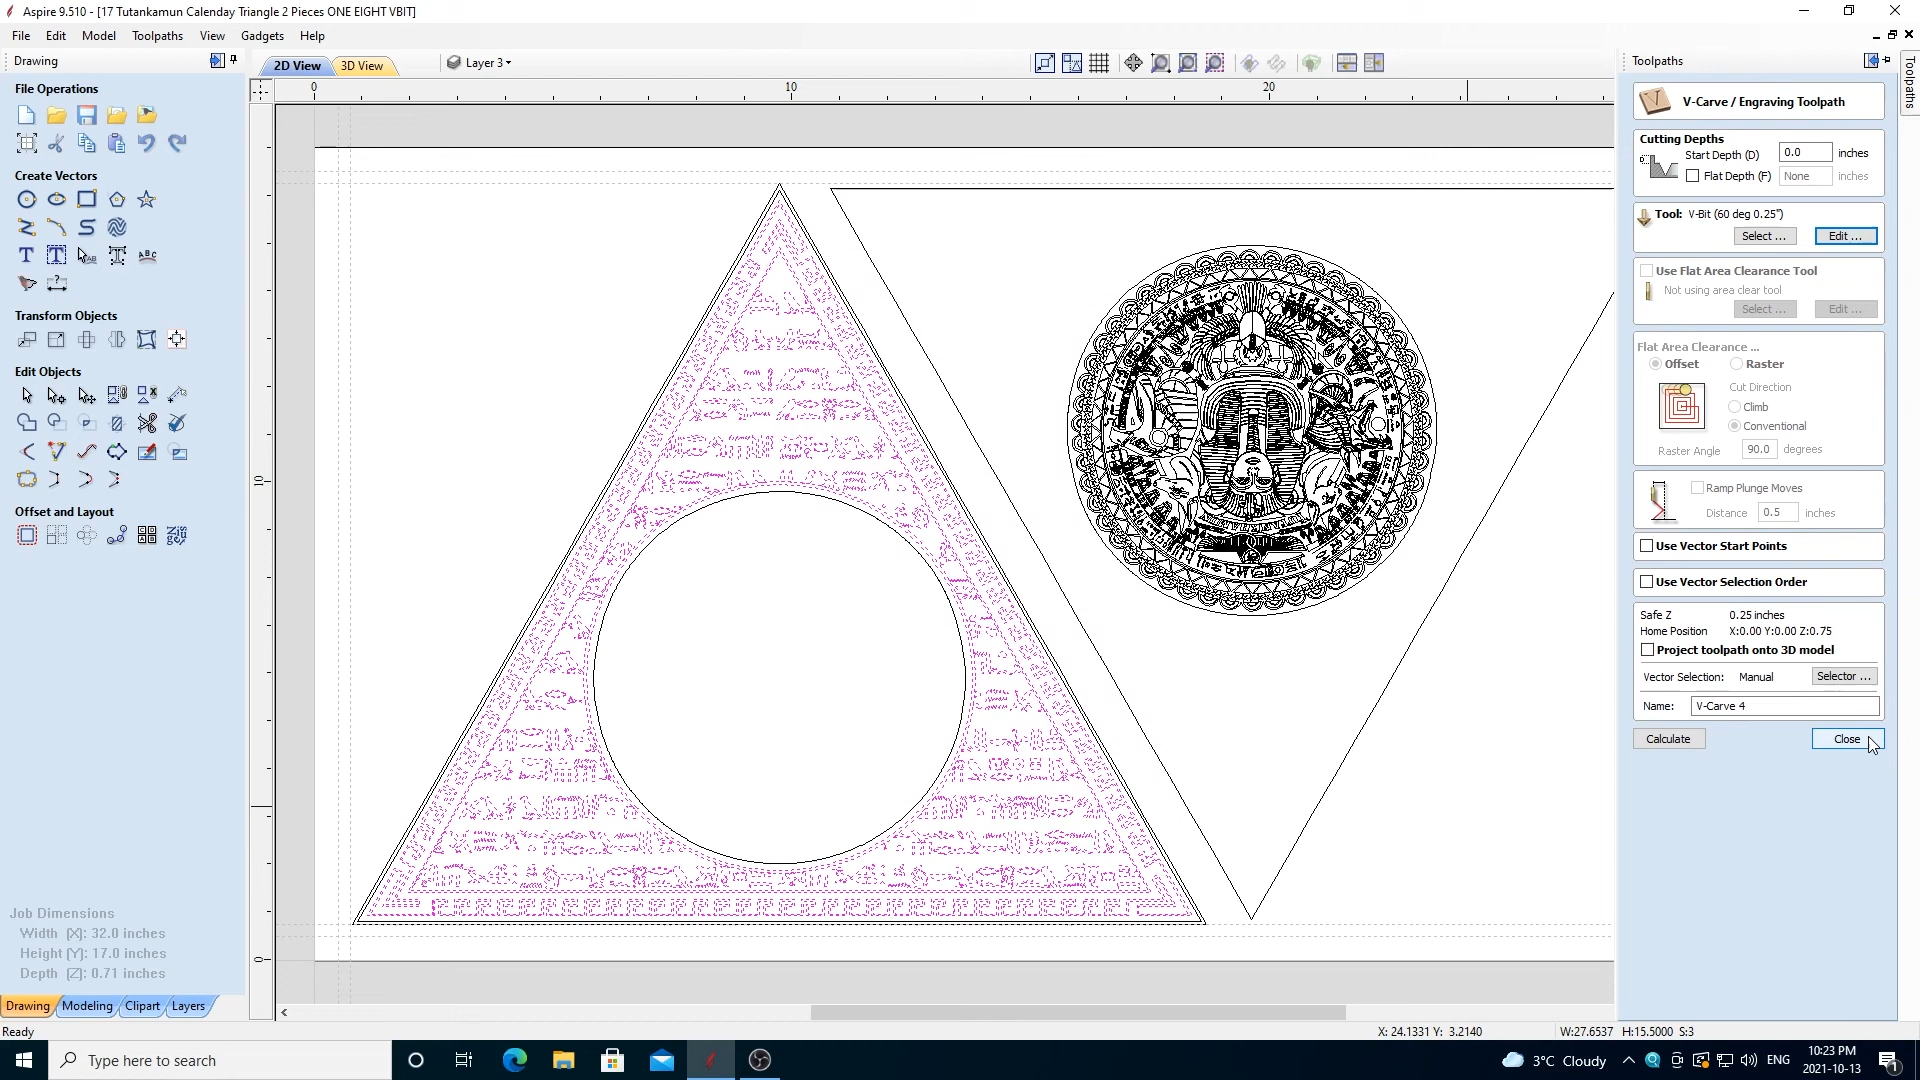 Aspire 9.510 - [17 Tutankamun Calenday Triangle 2 Pieces ONE EIGHT VBIT]
File Edit Model Toolpaths View Gadgets Help
Drawing
2D View 3D View Layer 3
Toolpaths
Toolpaths
File Operations
Create Vectors
Transform Objects
Edit Objects
Offset and Layout
Job Dimensions
Width (X): 32.0 inches
Height (Y): 17.0 inches
Depth (Z): 0.71 inches
Drawing Modeling Clipart Layers
0 10 20
10
0
V-Carve / Engraving Toolpath
Cutting Depths
Start Depth (D) 0.0 inches
Flat Depth (F) None inches
Tool: V-Bit (60 deg 0.25")
Select ... Edit ...
Use Flat Area Clearance Tool
Not using area clear tool
Select ... Edit ...
Flat Area Clearance ...
Offset Raster
Cut Direction
Climb
Conventional
Raster Angle 90.0 degrees
Ramp Plunge Moves
Distance 0.5 inches
Use Vector Start Points
Use Vector Selection Order
Safe Z 0.25 inches
Home Position X:0.00 Y:0.00 Z:0.75
Project toolpath onto 3D model
Vector Selection: Manual Selector ...
Name: V-Carve 4
Calculate Close
Ready X: 24.1331 Y: 3.2140 W:27.6537 H:15.5000 S:3
Type here to search
3°C Cloudy ENG 10:23 PM
2021-10-13
1